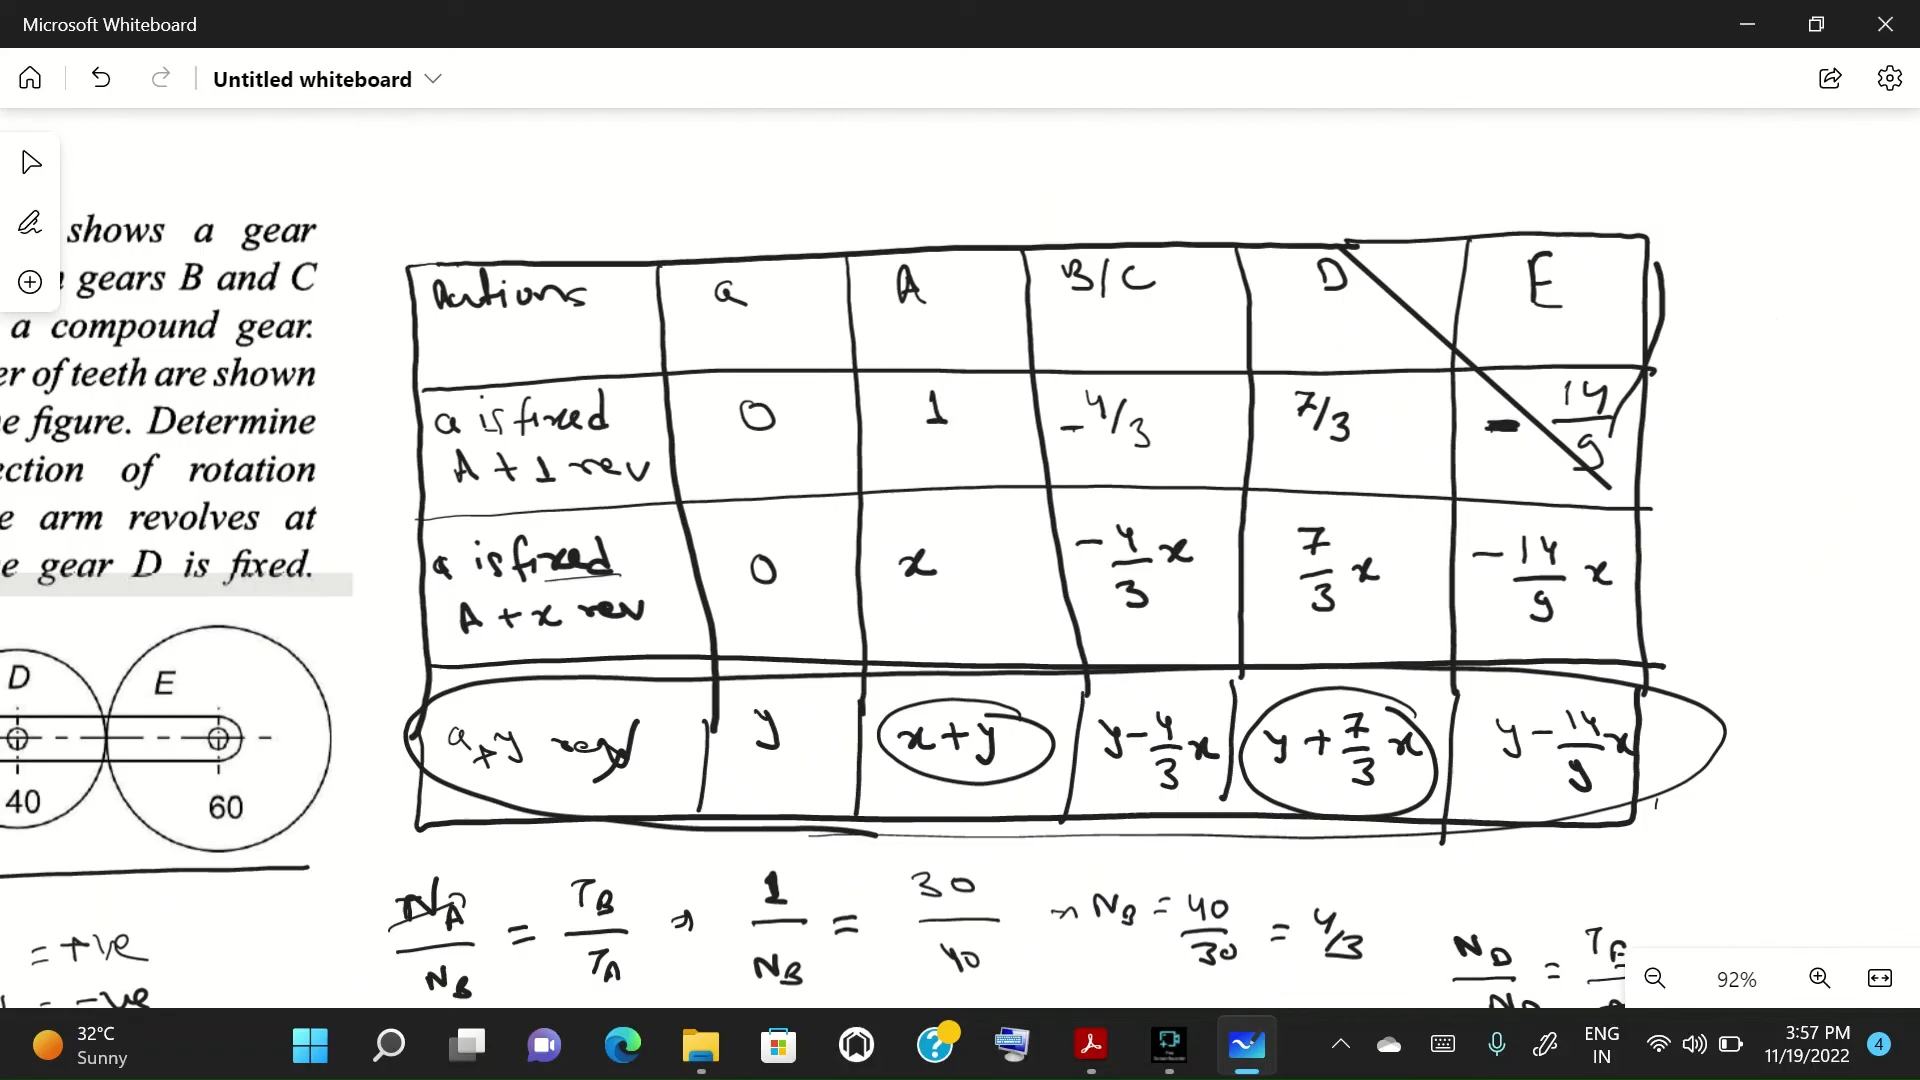 Microsoft Whiteboard
Untitled whiteboard
shows a gear
gears B and C
a compound gear.
er of teeth are shown
e figure. Determine
ection of rotation
e arm revolves at
e gear D is fixed.
D E
40 60
a A B/C D E
a is fixed 0 1 -4/3 7/3 - 14/9
A + 1 rev
a is fixed 0 x -4/3 x 7/3 x -14/9 x
A + x rev
a + y y x+y y-4/3 x y+7/3 x y-14/9 x
NA/NB = TB/TA ⇒ 1/NB = 30/40 NB = 40/30 = 4/3
ND
= +ve
= -ve
92%
32°C
Sunny
ENG
IN
3:57 PM
11/19/2022
4